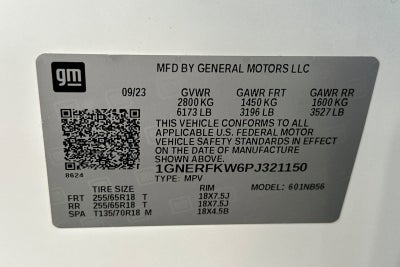 gm
MFD BY GENERAL MOTORS LLC
09/23 GVWR GAWR FRT GAWR RR
2800 KG 1450 KG 1600 KG
6173 LB 3196 LB 3527 LB
THIS VEHICLE CONFORMS TO ALL
APPLICABLE U.S. FEDERAL MOTOR
VEHICLE SAFETY STANDARDS IN EFFECT
ON THE DATE OF MANUFACTURE SHOWN ABOVE.
1GNERFKW6PJ321150
8624 TYPE: MPV
TIRE SIZE RIM MODEL: 601NB56
FRT 255/65R18 T 18X7.5J
RR 255/65R18 T 18X7.5J
SPA T135/70R18 M 18X4.5B